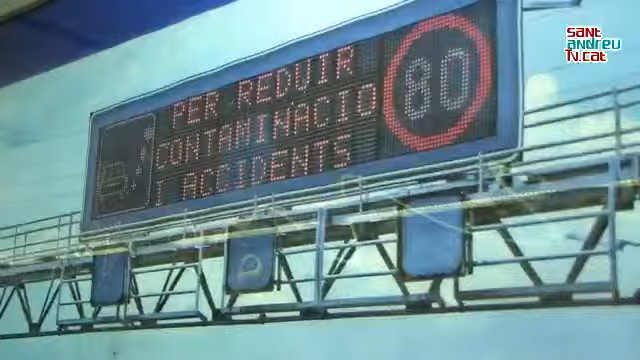 PER REDUIR
CONTAMINACIO
I ACCIDENTS
80
sant
andreu
tv.cat